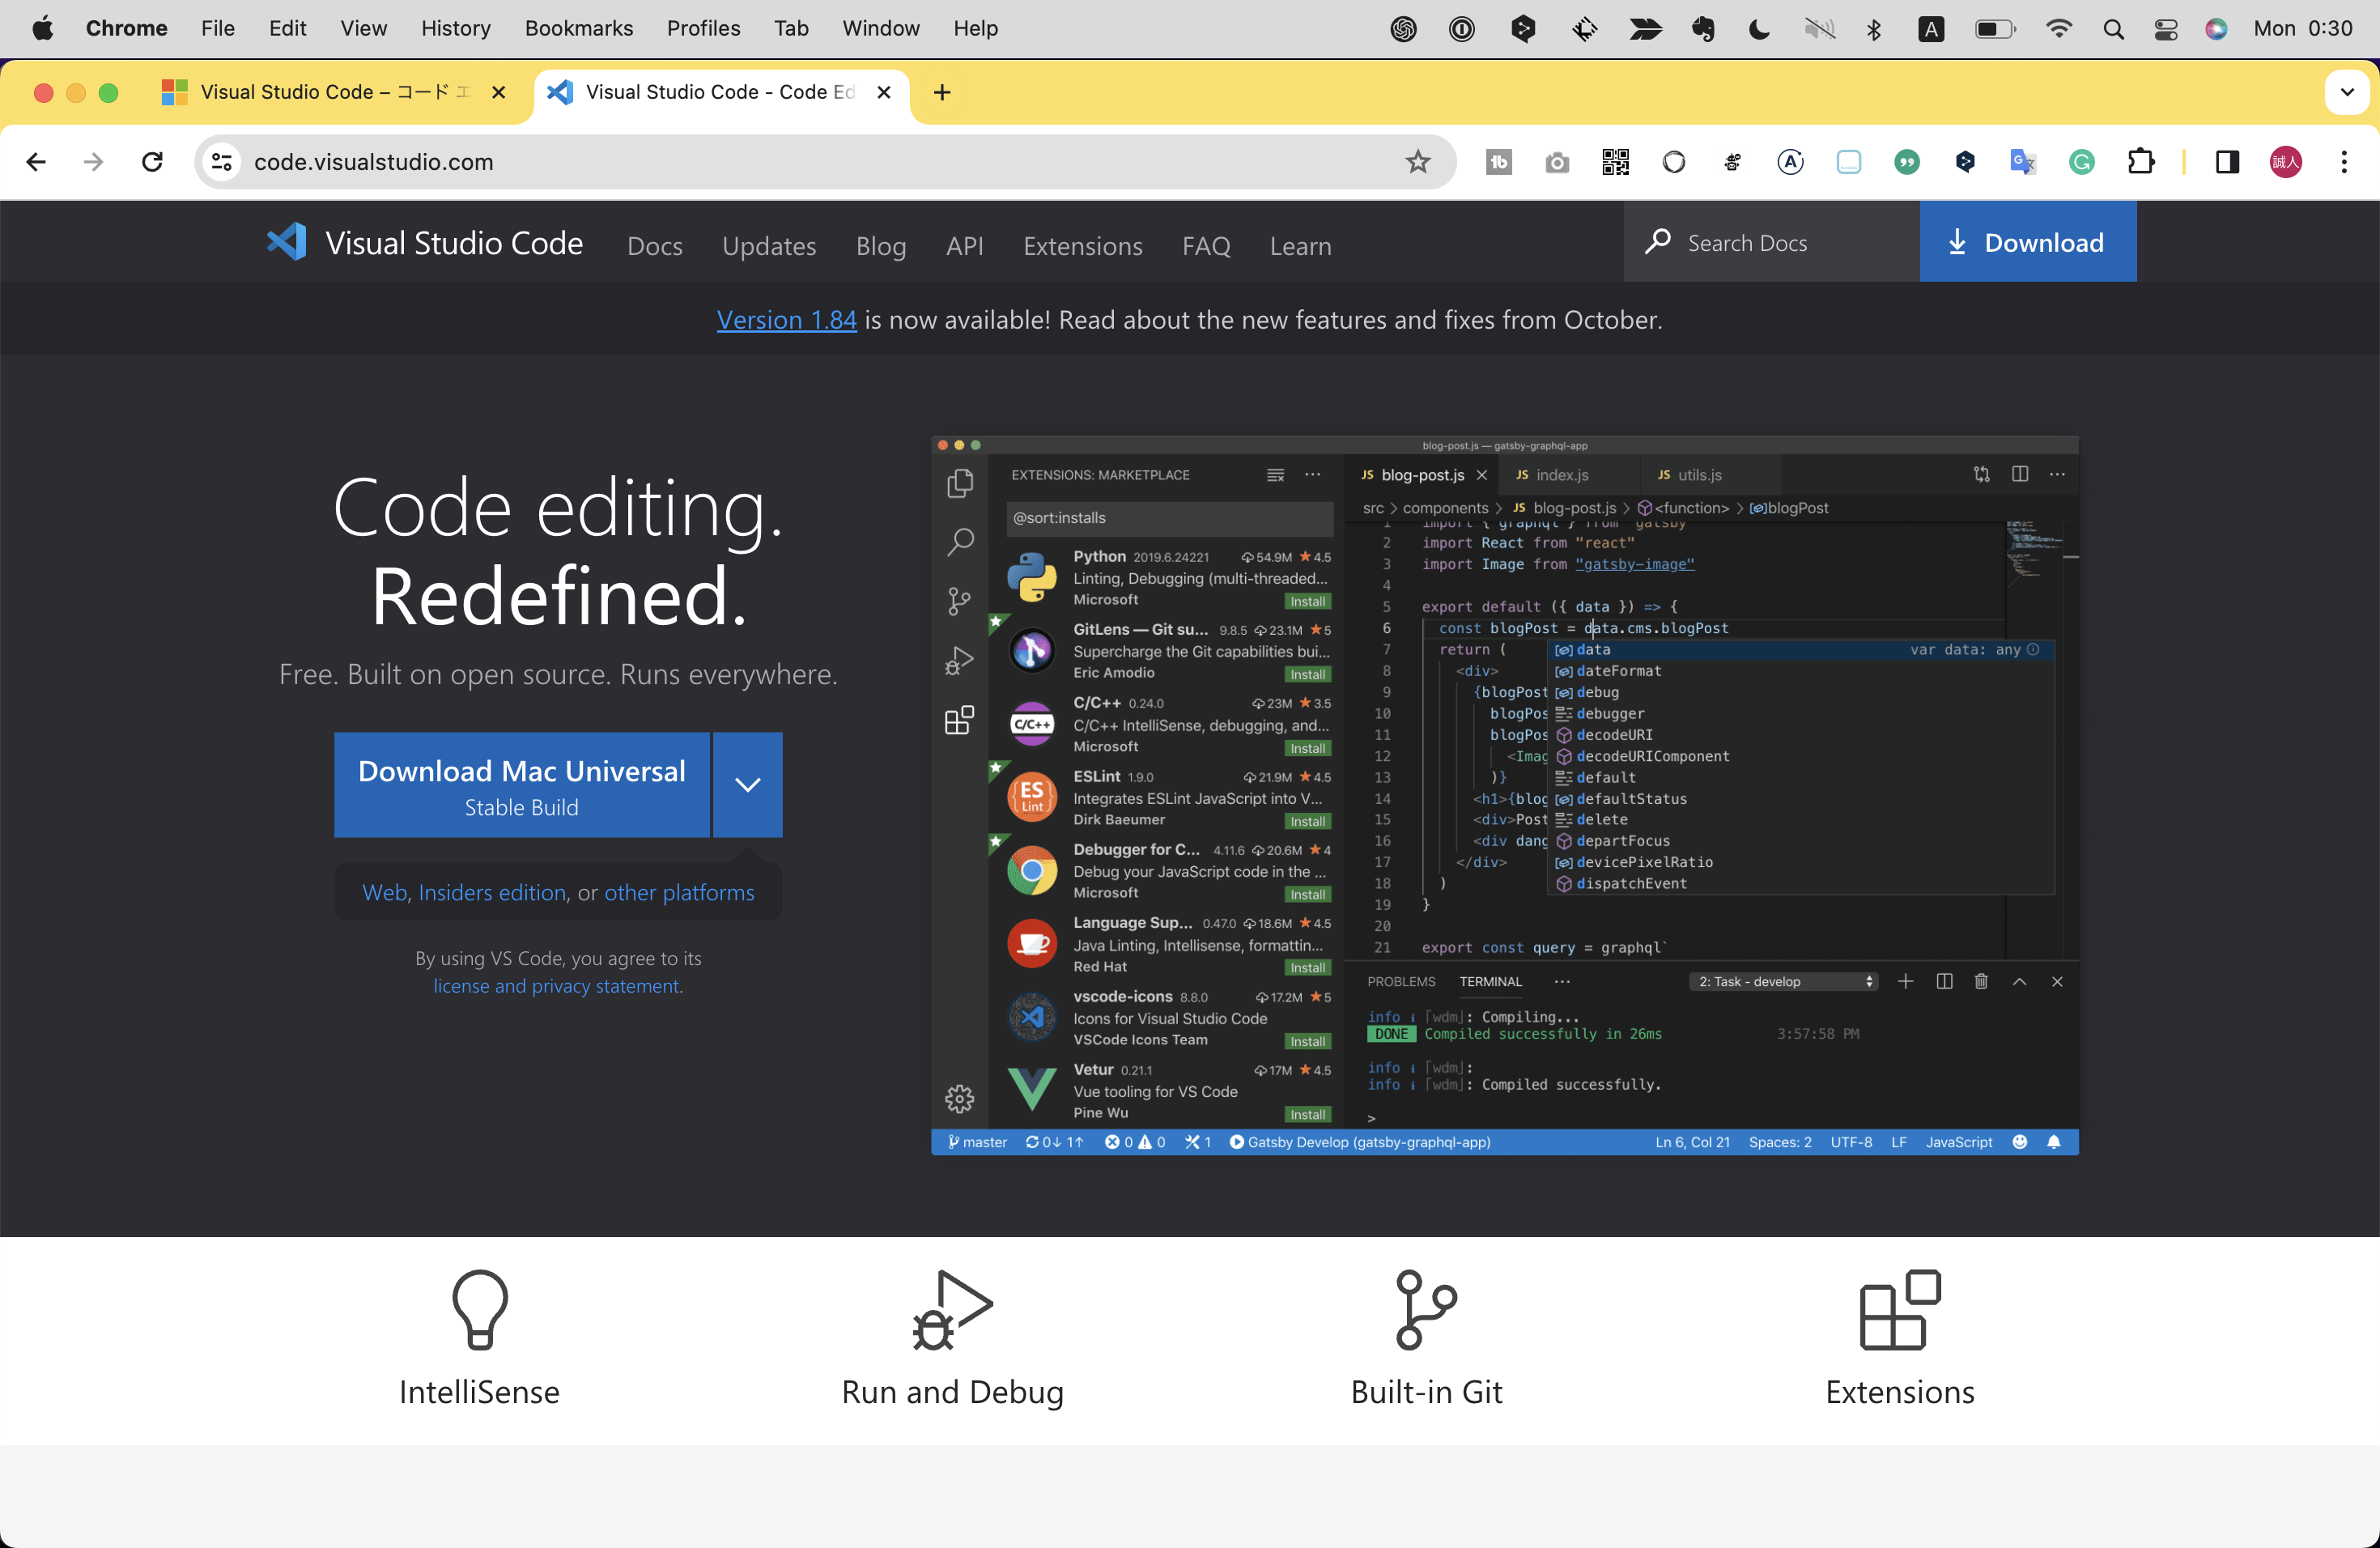 Chrome File Edit View History Bookmarks Profiles Tab Window Help
A
Mon 0:30
Visual Studio Code – コード エ
Visual Studio Code - Code Ed
code.visualstudio.com
誠人
Visual Studio Code
Docs Updates Blog API Extensions FAQ Learn
Search Docs
Download
Version 1.84 is now available! Read about the new features and fixes from October.
Code editing.
Redefined.
Free. Built on open source. Runs everywhere.
Download Mac Universal
Stable Build
Web, Insiders edition, or other platforms
By using VS Code, you agree to its
license and privacy statement.
blog-post.js — gatsby-graphql-app
EXTENSIONS: MARKETPLACE
@sort:installs
Python 2019.6.24221 54.9M ★4.5
Linting, Debugging (multi-threaded...
Microsoft
Install
GitLens — Git su... 9.8.5 23.1M ★5
Supercharge the Git capabilities bui...
Eric Amodio
Install
C/C++
C/C++ 0.24.0 23M ★3.5
C/C++ IntelliSense, debugging, and...
Microsoft
Install
ES
Lint
ESLint 1.9.0 21.9M ★4.5
Integrates ESLint JavaScript into V...
Dirk Baeumer
Install
Debugger for C... 4.11.6 20.6M ★4
Debug your JavaScript code in the ...
Microsoft
Install
Language Sup... 0.47.0 18.6M ★4.5
Java Linting, Intellisense, formattin...
Red Hat
Install
vscode-icons 8.8.0 17.2M ★5
Icons for Visual Studio Code
VSCode Icons Team
Install
Vetur 0.21.1 17M ★4.5
Vue tooling for VS Code
Pine Wu
Install
JS blog-post.js
JS index.js
JS utils.js
src > components > JS blog-post.js > <function> > blogPost
1 import { graphql } from "gatsby"
2 import React from "react"
3 import Image from "gatsby-image"
4
5 export default ({ data }) => {
6 const blogPost = data.cms.blogPost
7 return (
8 <div>
9 {blogPost
10 blogPos
11 blogPos
12 <Imag
13 )}
14 <h1>{blog
15 <div>Post
16 <div dang
17 </div>
18 )
19 }
20
21 export const query = graphql`
data var data: any
dateFormat
debug
debugger
decodeURI
decodeURIComponent
default
defaultStatus
delete
departFocus
devicePixelRatio
dispatchEvent
PROBLEMS TERMINAL ...
2: Task - develop
info i [wdm]: Compiling...
DONE Compiled successfully in 26ms 3:57:58 PM
info i [wdm]:
info i [wdm]: Compiled successfully.
>
master 0↓ 1↑ 0 0 1 Gatsby Develop (gatsby-graphql-app)
Ln 6, Col 21 Spaces: 2 UTF-8 LF JavaScript
IntelliSense
Run and Debug
Built-in Git
Extensions